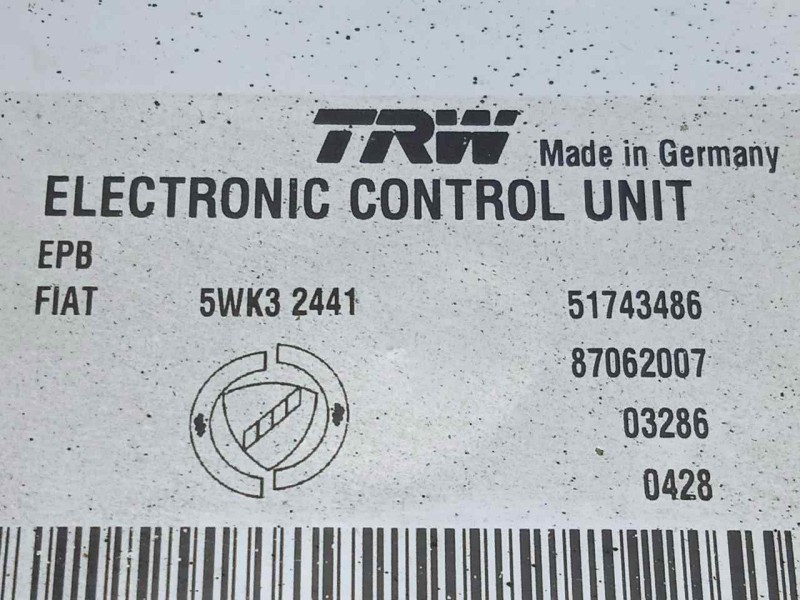 TRW Made in Germany
ELECTRONIC CONTROL UNIT
EPB
FIAT 5WK3 2441 51743486
87062007
03286
0428